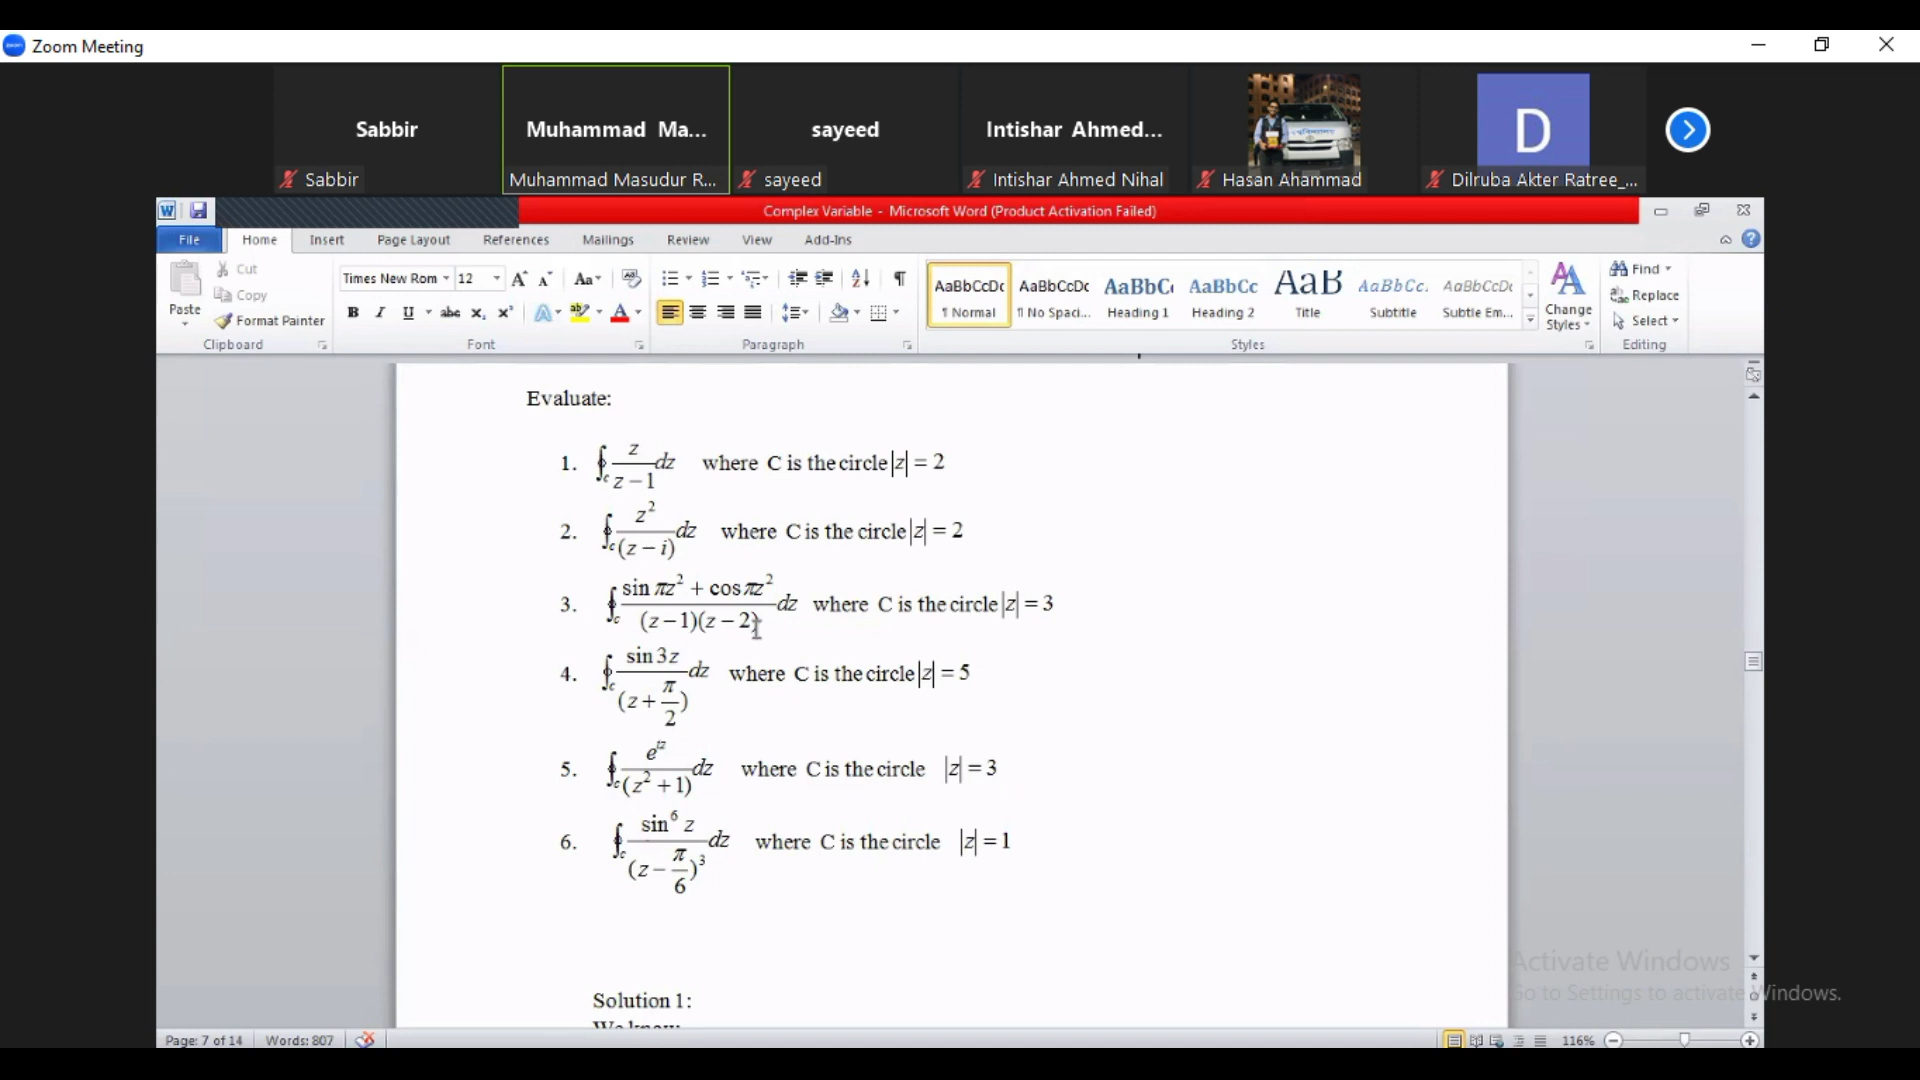 Zoom Meeting
Sabbir
Muhammad Ma...
sayeed
Intishar Ahmed...
D
Sabbir
Muhammad Masudur R...
sayeed
Intishar Ahmed Nihal
Hasan Ahammad
Dilruba Akter Ratree_...
W
Complex Variable - Microsoft Word (Product Activation Failed)
File Home Insert Page Layout References Mailings Review View Add-Ins
Paste
Cut
Copy
Format Painter
Clipboard
Times New Rom 12
Font
Paragraph
AaBbCcDc AaBbCcDc AaBbC AaBbCc AaB AaBbCc. AaBbCcDc
¶ Normal ¶ No Spaci... Heading 1 Heading 2 Title Subtitle Subtle Em...
Change Styles
Styles
Find
Replace
Select
Editing
Evaluate:
1. ∮c z/(z−1) dz where C is the circle |z| = 2
2. ∮c z²/(z−i) dz where C is the circle |z| = 2
3. ∮c (sin πz² + cos πz²)/((z−1)(z−2)) dz where C is the circle |z| = 3
4. ∮c sin 3z/(z+π/2) dz where C is the circle |z| = 5
5. ∮c e^{iz}/(z²+1) dz where C is the circle |z| = 3
6. ∮c sin⁶ z/(z−π/6)³ dz where C is the circle |z| = 1
Solution 1:
We know
Activate Windows
Go to Settings to activate Windows.
Page: 7 of 14 Words: 807 116%